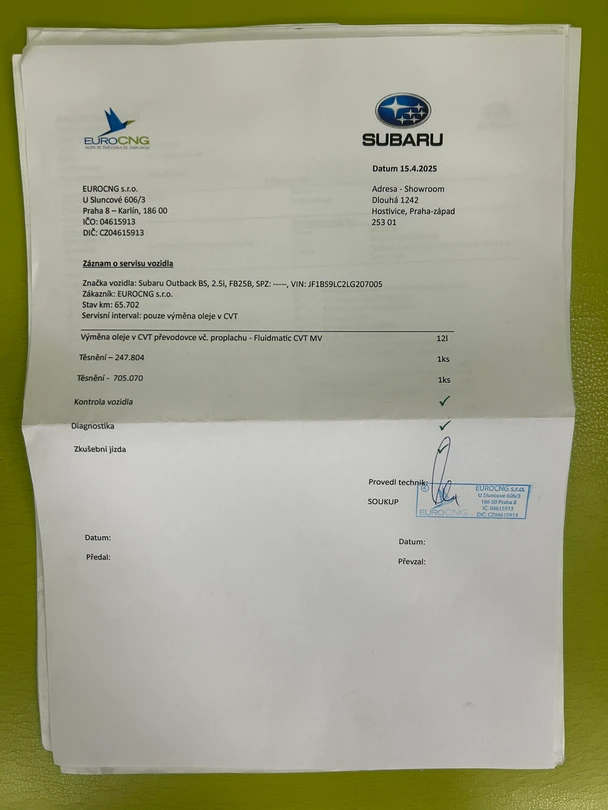 EUROCNG
SUBARU
Datum 15.4.2025
EUROCNG s.r.o.
U Sluncové 606/3
Praha 8 – Karlín, 186 00
IČO: 04615913
DIČ: CZ04615913
Adresa - Showroom
Dlouhá 1242
Hostivice, Praha-západ
253 01
Záznam o servisu vozidla
Značka vozidla: Subaru Outback BS, 2.5i, FB25B, SPZ: -----, VIN: JF1BS9LC2LG207005
Zákazník: EUROCNG s.r.o.
Stav km: 65.702
Servisní interval: pouze výměna oleje v CVT
Výměna oleje v CVT převodovce vč. proplachu - Fluidmatic CVT MV 12l
Těsnění – 247.804 1ks
Těsnění - 705.070 1ks
Kontrola vozidla ✓
Diagnostika ✓
Zkušební jízda ✓
Provedl technik:
SOUKUP
EUROCNG
EUROCNG s.r.o.
U Sluncové 606/3
186 00 Praha 8
IČ: 04615913
DIČ: CZ04615913
Datum:
Předal:
Datum:
Převzal: